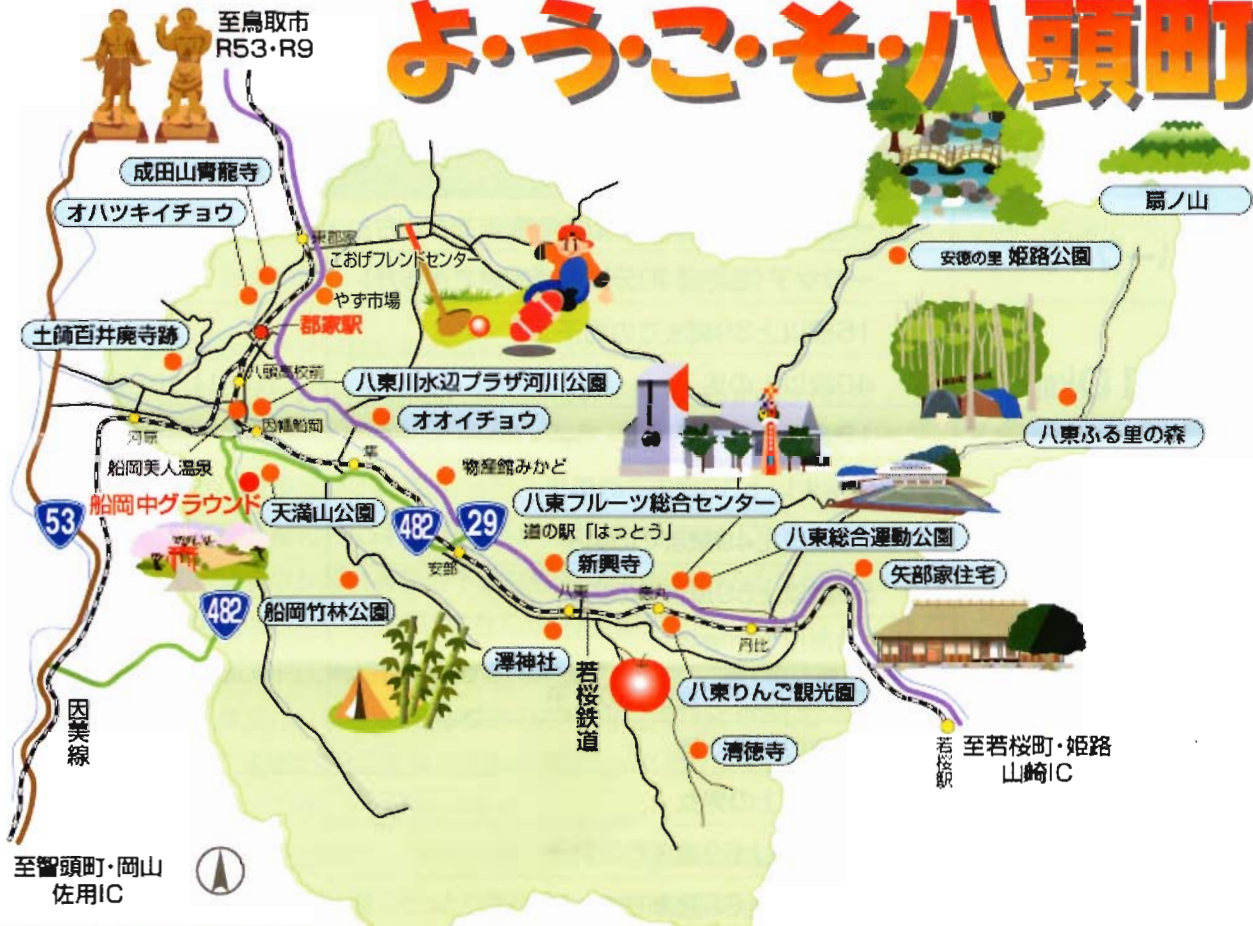 よ・う・こ・そ・八頭町
至鳥取市
R53・R9
成田山青龍寺
オハツキイチョウ
扇ノ山
東郡家
こおげフレンドセンター
安徳の里 姫路公園
やず市場
郡家駅
土師百井廃寺跡
八頭高校前
八東川水辺プラザ河川公園
オオイチョウ
河原
因幡船岡
八東ふる里の森
船岡美人温泉
隼
物産館みかど
船岡中グラウンド
天満山公園
八東フルーツ総合センター
道の駅「はっとう」
53
482
29
八東総合運動公園
安部
新興寺
矢部家住宅
482
船岡竹林公園
八東
徳丸
丹比
澤神社
若桜鉄道
八東りんご観光園
因美線
清徳寺
若桜駅
至若桜町・姫路
山崎IC
至智頭町・岡山
佐用IC